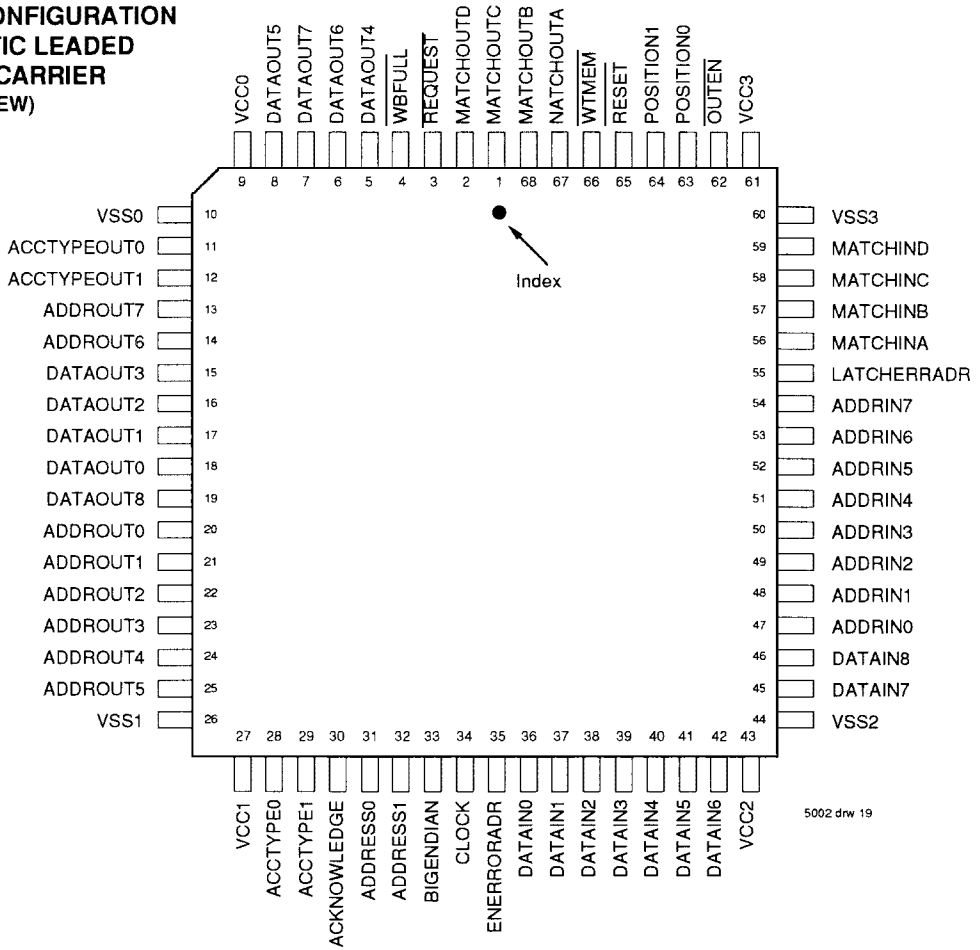 ONFIGURATION
TIC LEADED
CARRIER
EW)
VCC0
DATAOUT5
DATAOUT7
DATAOUT6
DATAOUT4
WBFULL
REQUEST
MATCHOUTD
MATCHOUTC
MATCHOUTB
NATCHOUTA
WTMEM
RESET
POSITION1
POSITION0
OUTEN
VCC3
9 8 7 6 5 4 3 2 1 68 67 66 65 64 63 62 61
VSS0 10
ACCTYPEOUT0 11
ACCTYPEOUT1 12
ADDROUT7 13
ADDROUT6 14
DATAOUT3 15
DATAOUT2 16
DATAOUT1 17
DATAOUT0 18
DATAOUT8 19
ADDROUT0 20
ADDROUT1 21
ADDROUT2 22
ADDROUT3 23
ADDROUT4 24
ADDROUT5 25
VSS1 26
Index
60 VSS3
59 MATCHIND
58 MATCHINC
57 MATCHINB
56 MATCHINA
55 LATCHERRADR
54 ADDRIN7
53 ADDRIN6
52 ADDRIN5
51 ADDRIN4
50 ADDRIN3
49 ADDRIN2
48 ADDRIN1
47 ADDRIN0
46 DATAIN8
45 DATAIN7
44 VSS2
27 28 29 30 31 32 33 34 35 36 37 38 39 40 41 42 43
VCC1
ACCTYPE0
ACCTYPE1
ACKNOWLEDGE
ADDRESS0
ADDRESS1
BIGENDIAN
CLOCK
ENERRORADR
DATAIN0
DATAIN1
DATAIN2
DATAIN3
DATAIN4
DATAIN5
DATAIN6
VCC2
5002 drw 19